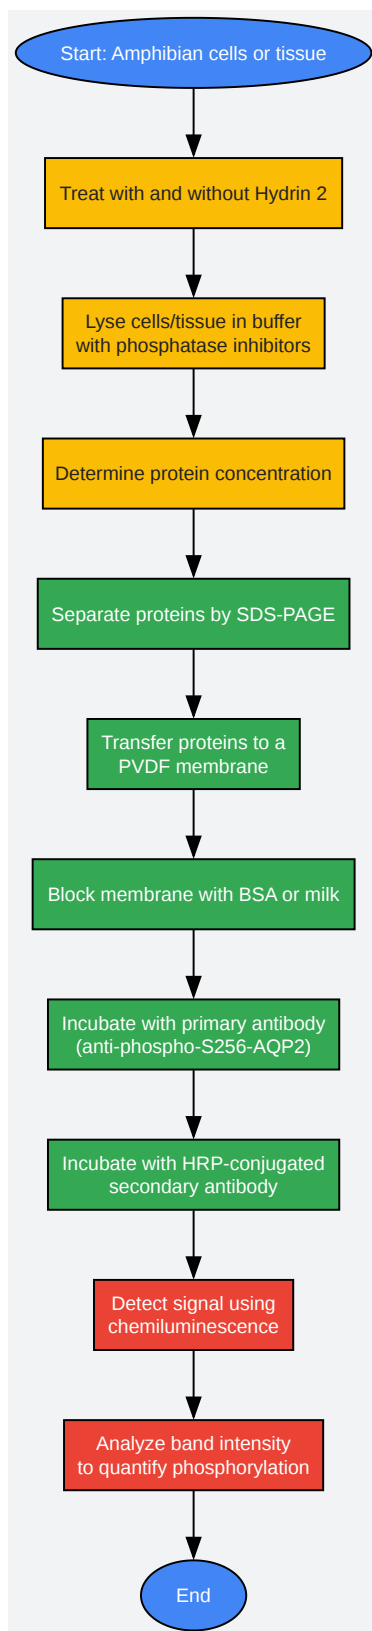 Start: Amphibian cells or tissue
Treat with and without Hydrin 2
Lyse cells/tissue in buffer
with phosphatase inhibitors
Determine protein concentration
Separate proteins by SDS-PAGE
Transfer proteins to a
PVDF membrane
Block membrane with BSA or milk
Incubate with primary antibody
(anti-phospho-S256-AQP2)
Incubate with HRP-conjugated
secondary antibody
Detect signal using
chemiluminescence
Analyze band intensity
to quantify phosphorylation
End